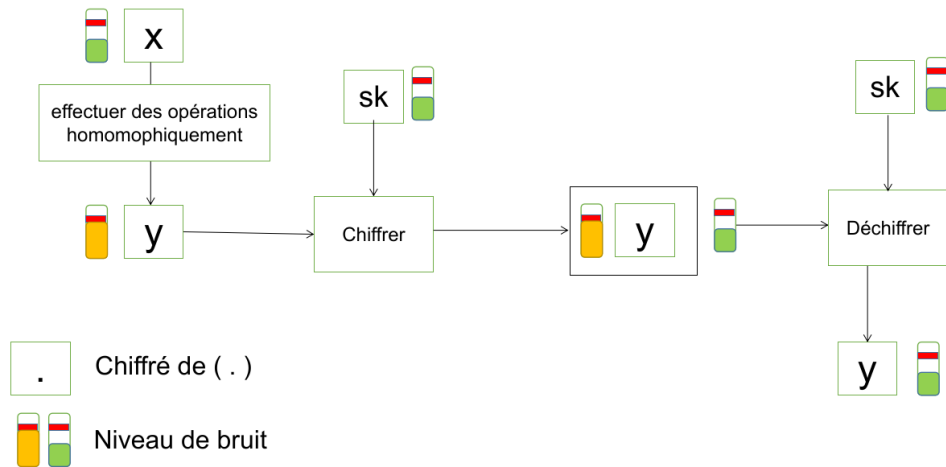 x
effectuer des opérations
homomophiquement
y
sk
Chiffrer
y
sk
Déchiffrer
y
. Chiffré de ( . )
Niveau de bruit